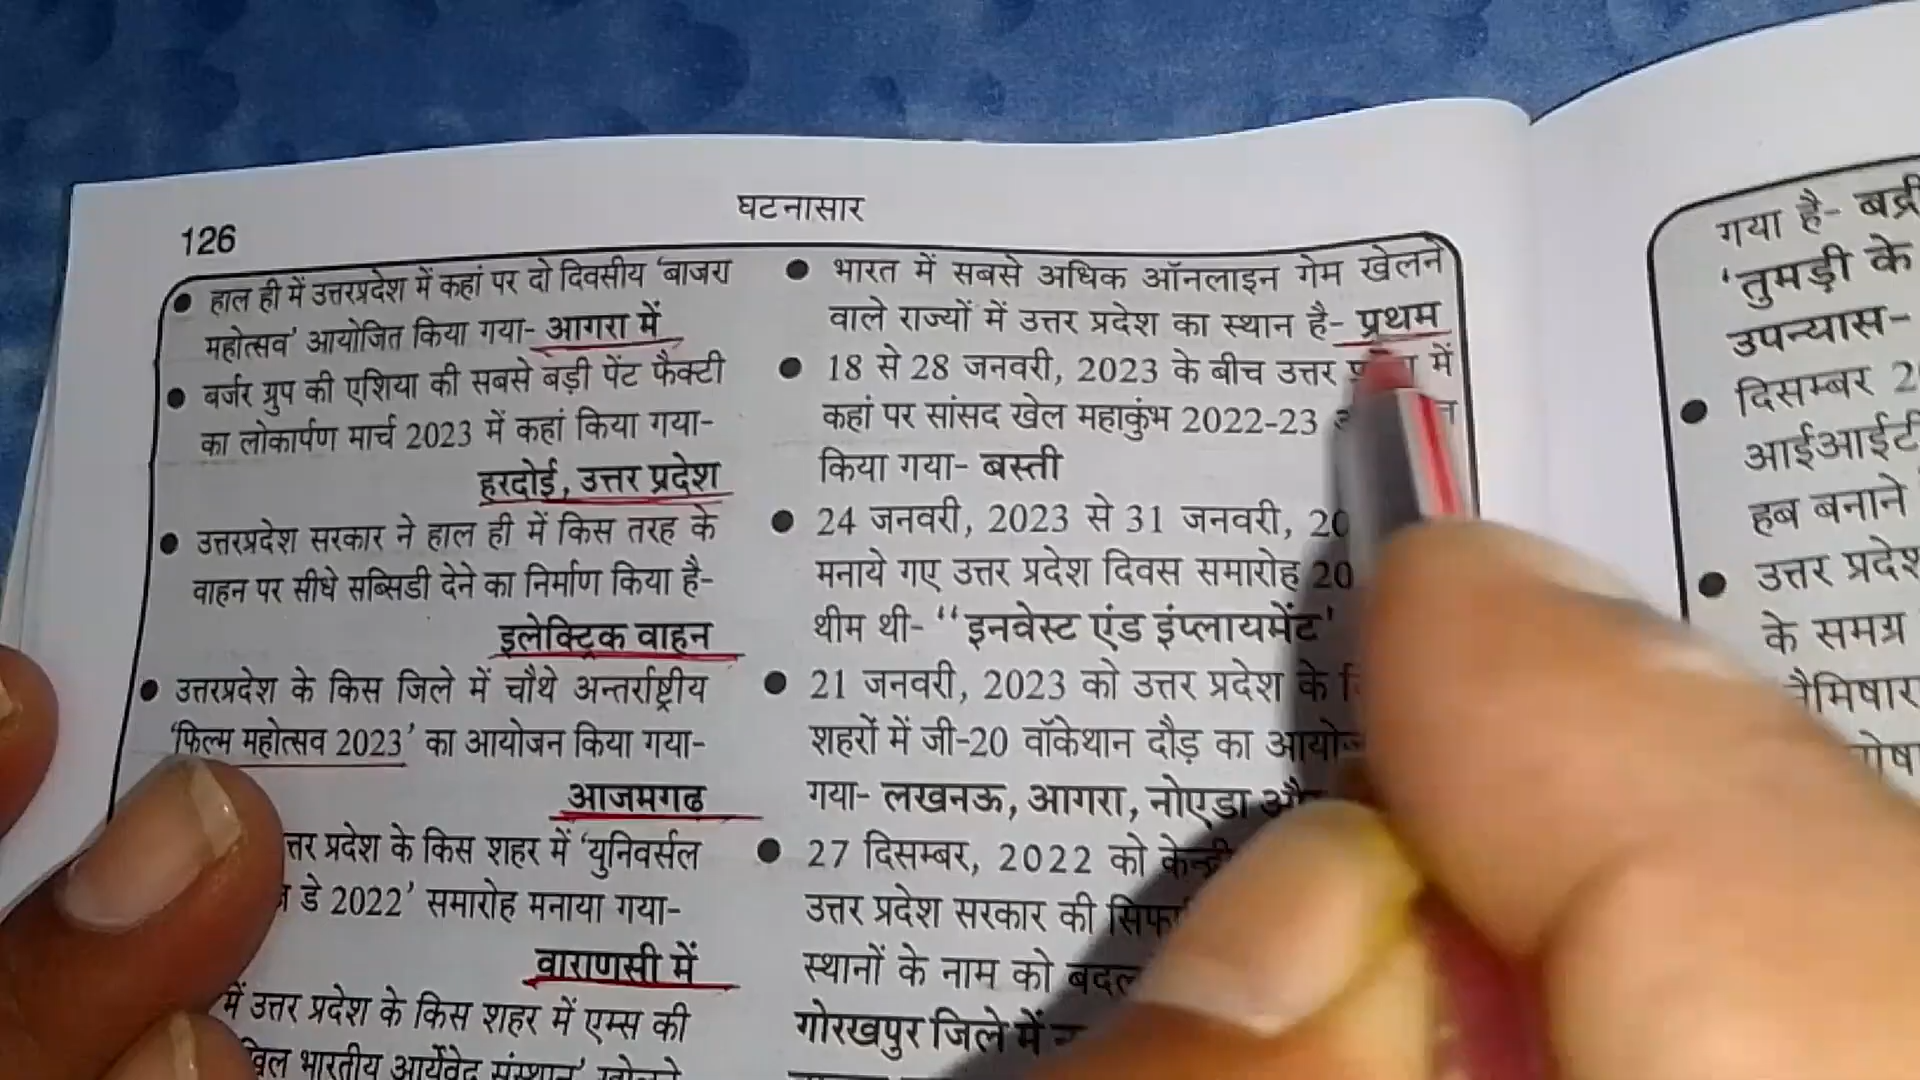 126
घटनासार
● हाल ही में उत्तरप्रदेश में कहां पर दो दिवसीय ‘बाजरा
महोत्सव’ आयोजित किया गया- आगरा में
● बर्जर ग्रुप की एशिया की सबसे बड़ी पेंट फैक्टी
का लोकार्पण मार्च 2023 में कहां किया गया-
हरदोई, उत्तर प्रदेश
● उत्तरप्रदेश सरकार ने हाल ही में किस तरह के
वाहन पर सीधे सब्सिडी देने का निर्माण किया है-
इलेक्ट्रिक वाहन
● उत्तरप्रदेश के किस जिले में चौथे अन्तर्राष्ट्रीय
‘फिल्म महोत्सव 2023’ का आयोजन किया गया-
आजमगढ
प्रदेश के किस शहर में ‘युनिवर्सल
डे 2022’ समारोह मनाया गया-
वाराणसी में
में उत्तर प्रदेश के किस शहर में एम्स की
भारतीय आर्येवेद संस्थान’ खोलने
● भारत में सबसे अधिक ऑनलाइन गेम खेलने
वाले राज्यों में उत्तर प्रदेश का स्थान है- प्रथम
● 18 से 28 जनवरी, 2023 के बीच उत्तर में
कहां पर सांसद खेल महाकुंभ 2022-23
किया गया- बस्ती
● 24 जनवरी, 2023 से 31 जनवरी,
मनाये गए उत्तर प्रदेश दिवस समारोह
थीम थी- “इनवेस्ट एंड इंप्लायमेंट’
● 21 जनवरी, 2023 को उत्तर प्रदेश के
शहरों में जी-20 वॉकेथान दौड़ का
गया- लखनऊ, आगरा, नोएडा
● 27 दिसम्बर, 2022 को
उत्तर प्रदेश सरकार की
स्थानों के नाम को
गोरखपुर जिले में
गया है-
‘तुमड़ी के
उपन्यास-
● दिसम्बर
आईआईटी
हब बनाने
● उत्तर प्रदेश
के समग्र